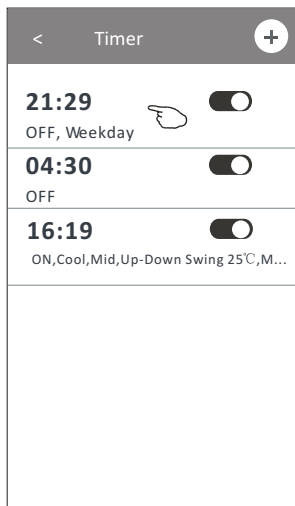 < Timer +
21:29
OFF, Weekday
04:30
OFF
16:19
ON,Cool,Mid,Up-Down Swing 25℃,M...